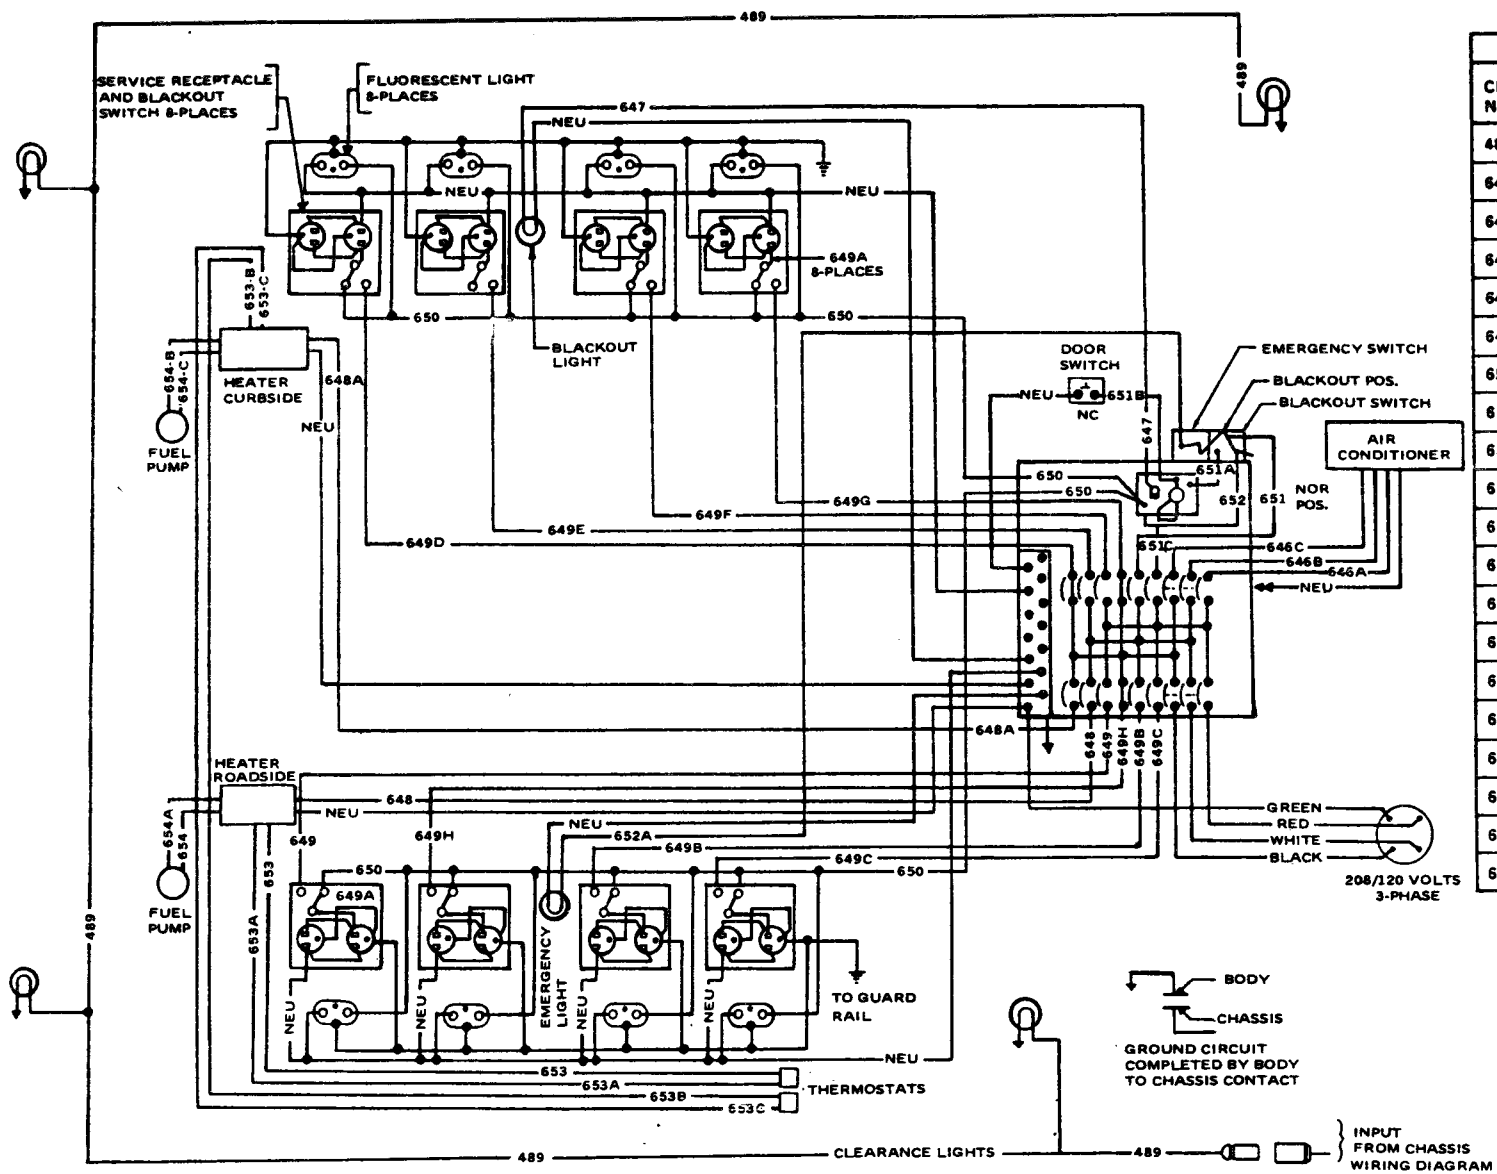 489
489
SERVICE RECEPTACLE
AND BLACKOUT
SWITCH 8-PLACES
FLUORESCENT LIGHT
8-PLACES
647
NEU
NEU
NEU
649A
8-PLACES
653-B
653-C
650
650
BLACKOUT
LIGHT
654-B
654-C
HEATER
CURBSIDE
648A
NEU
FUEL
PUMP
DOOR
SWITCH
NEU
651B
NC
647
EMERGENCY SWITCH
BLACKOUT POS.
BLACKOUT SWITCH
AIR
CONDITIONER
650
650
651A
652
651
NOR
POS.
649G
649F
649E
649D
651C
646C
646B
646A
NEU
648A
648
649
649H
649B
649C
HEATER
ROADSIDE
648
NEU
654A
654
649
649H
NEU
652A
649B
649C
GREEN
RED
WHITE
BLACK
208/120 VOLTS
3-PHASE
650
650
649A
FUEL
PUMP
653A
653
489
NEU
NEU
EMERGENCY
LIGHT
NEU
NEU
TO GUARD
RAIL
NEU
653
653A
653B
653C
THERMOSTATS
BODY
CHASSIS
GROUND CIRCUIT
COMPLETED BY BODY
TO CHASSIS CONTACT
489
CLEARANCE LIGHTS
489
INPUT
FROM CHASSIS
WIRING DIAGRAM